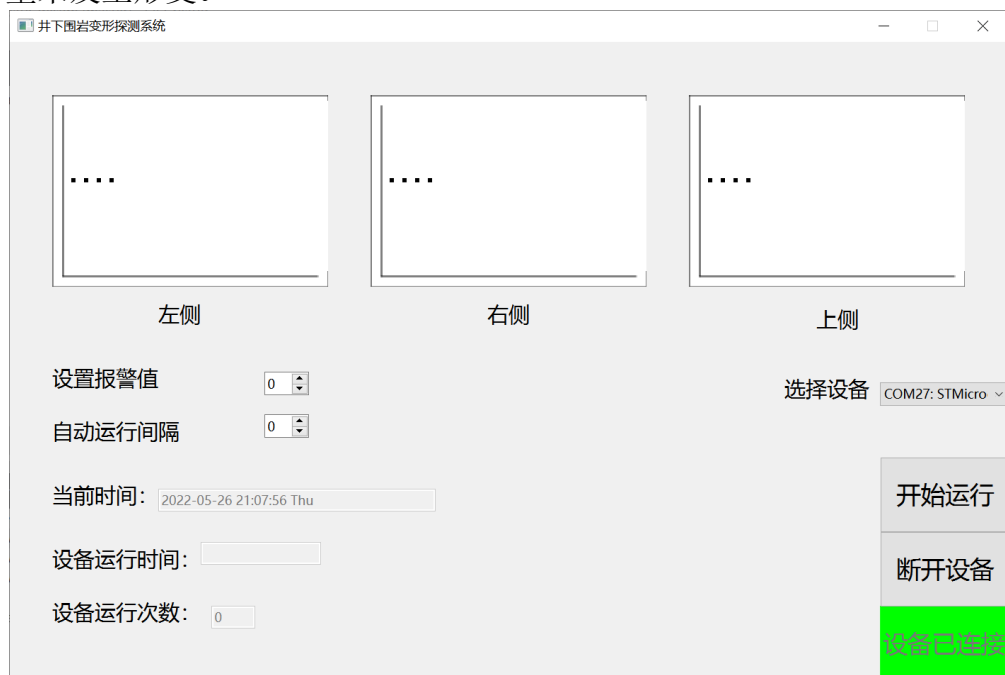 井下围岩变形探测系统
....
....
....
左侧
右侧
上侧
设置报警值
0
选择设备
COM27: STMicro
自动运行间隔
0
当前时间：
2022-05-26 21:07:56 Thu
开始运行
设备运行时间：
断开设备
设备运行次数：
0
设备已连接